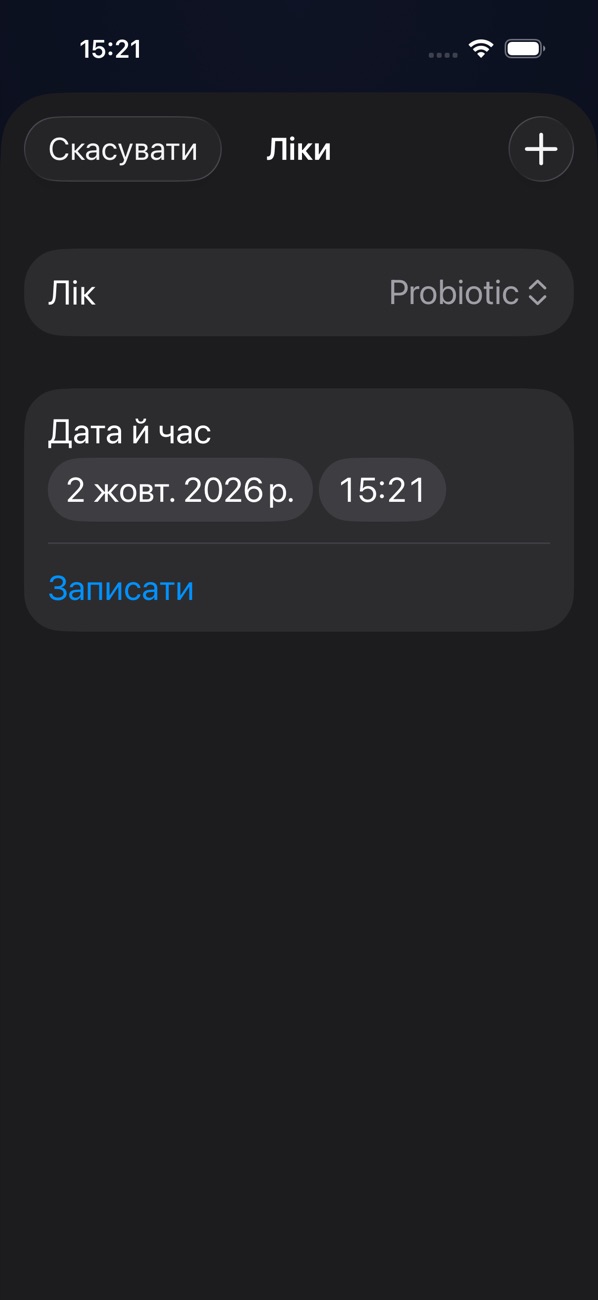 15:21
Скасувати Ліки
Лік Probiotic
Дата й час
2 жовт. 2026 р. 15:21
Записати